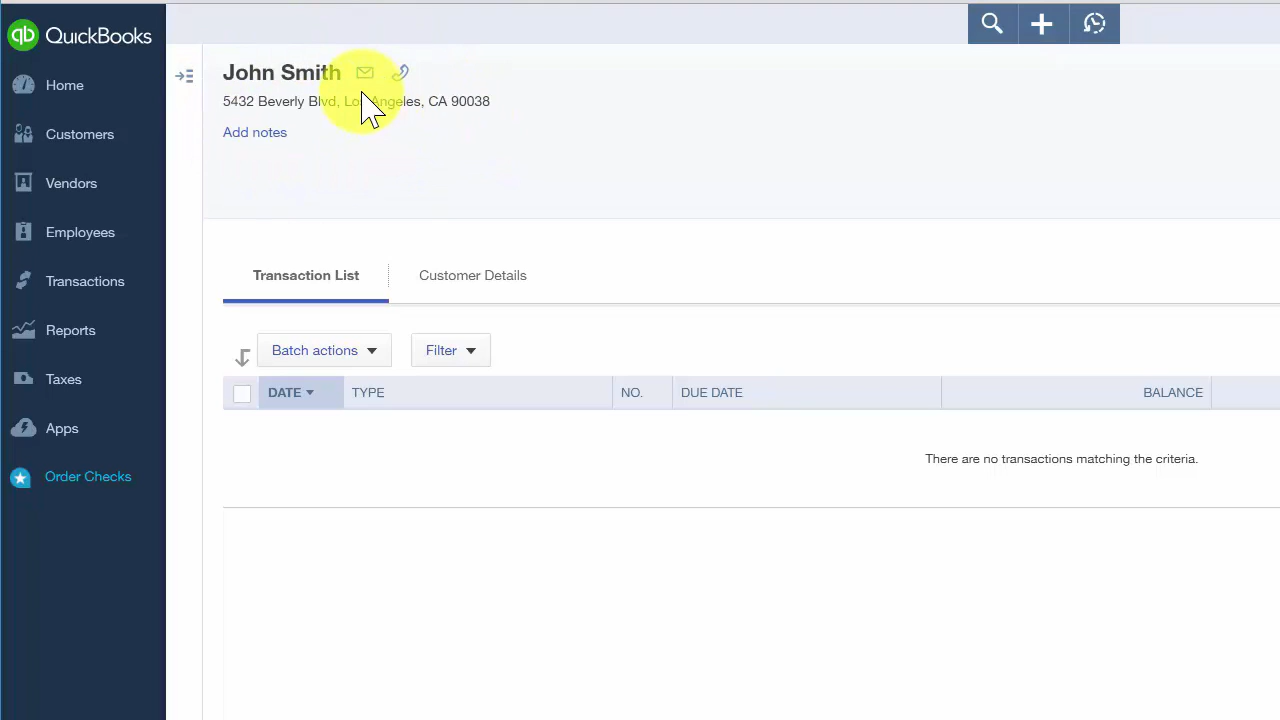 qb QuickBooks
Home
Customers
Vendors
Employees
Transactions
Reports
Taxes
Apps
Order Checks
John Smith
5432 Beverly Blvd, Los Angeles, CA 90038
Add notes
Transaction List
Customer Details
Batch actions
Filter
DATE TYPE NO. DUE DATE BALANCE
There are no transactions matching the criteria.